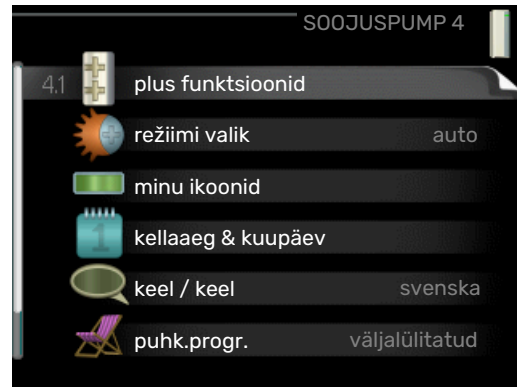 SOOJUSPUMP 4
4.1 plus funktsioonid
režiimi valik auto
minu ikoonid
1
kellaaeg & kuupäev
keel / keel svenska
puhk.progr. väljalülitatud